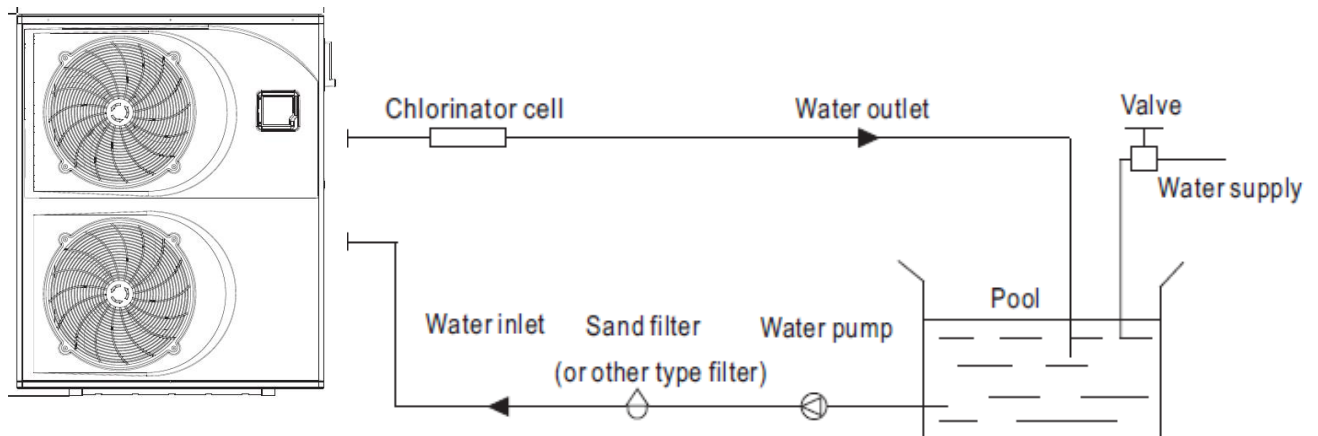 Chlorinator cell
Water outlet
Valve
Water supply
Pool
Water inlet
Sand filter
(or other type filter)
Water pump